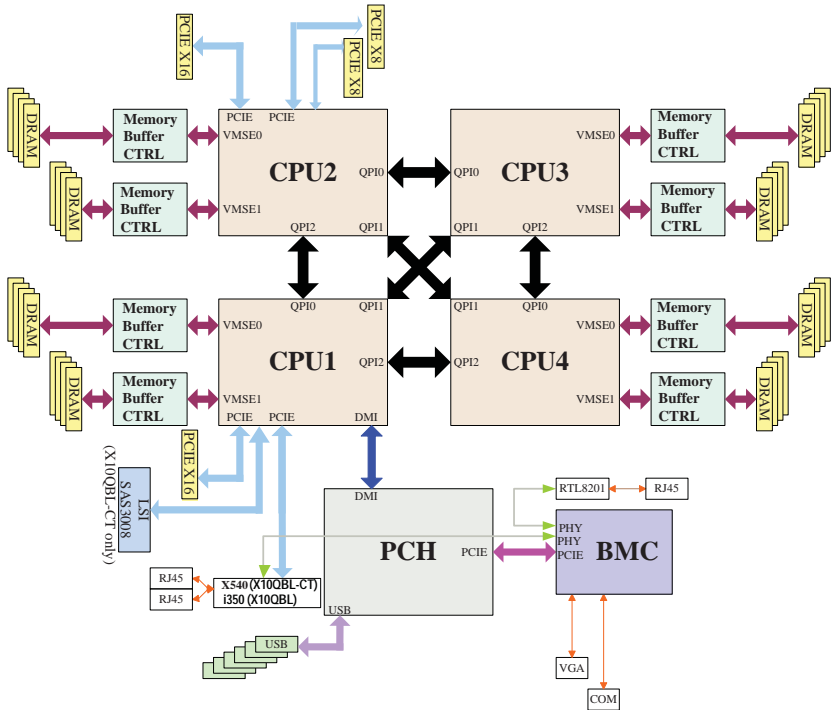 PCIE X16
PCIE X8
PCIE X8
PCIE
PCIE
DRAM
Memory
Buffer
CTRL
VMSE0
CPU2
QPI0
DRAM
Memory
Buffer
CTRL
VMSE1
QPI2
QPI1
QPI0
CPU3
VMSE0
Memory
Buffer
CTRL
DRAM
QPI1
QPI2
VMSE1
Memory
Buffer
CTRL
DRAM
DRAM
Memory
Buffer
CTRL
VMSE0
QPI0
QPI1
CPU1
QPI2
DRAM
Memory
Buffer
CTRL
VMSE1
PCIE
PCIE
DMI
QPI1
QPI0
CPU4
QPI2
VMSE0
Memory
Buffer
CTRL
DRAM
VMSE1
Memory
Buffer
CTRL
DRAM
PCIE X16
LSI
SAS3008
(X10QBL-CT only)
DMI
PCH
PCIE
USB
RTL8201
RJ45
PHY
PHY
PCIE
BMC
RJ45
RJ45
X540 (X10QBL-CT)
i350 (X10QBL)
USB
VGA
COM